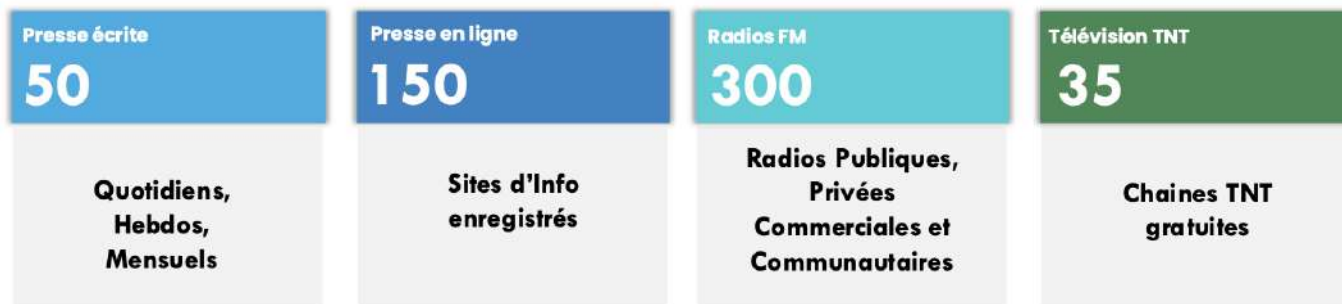 Presse écrite
50
Quotidiens,
Hebdos,
Mensuels
Presse en ligne
150
Sites d'Info
enregistrés
Radios FM
300
Radios Publiques,
Privées
Commerciales et
Communautaires
Télévision TNT
35
Chaines TNT
gratuites